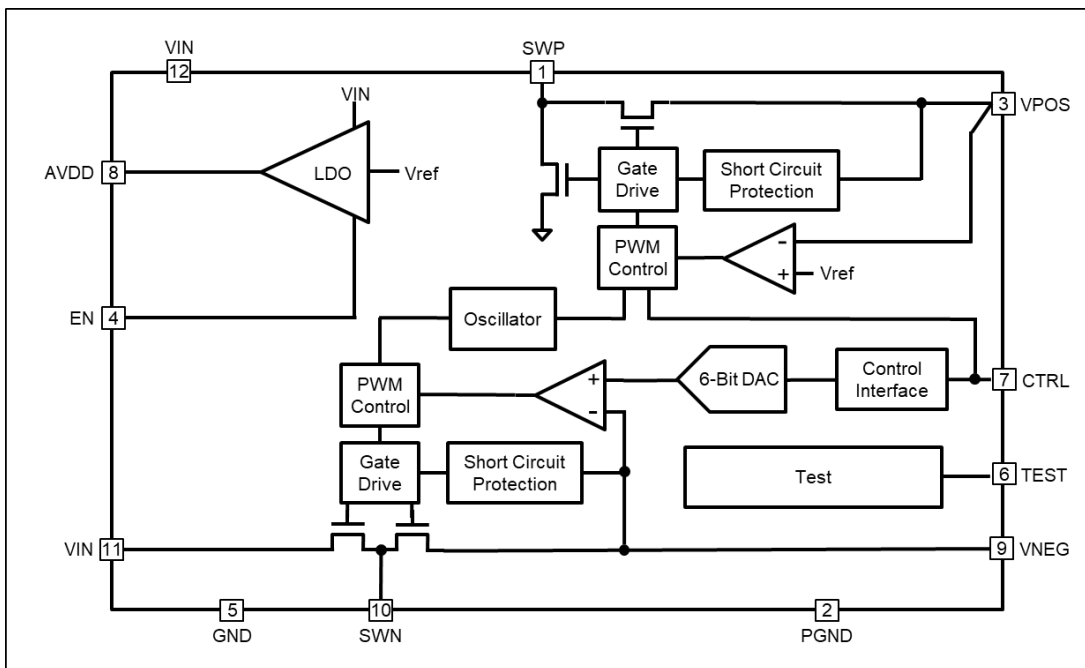 VIN
12
SWP
1
VIN
3
VPOS
AVDD
8
LDO
Vref
Gate
Drive
Short Circuit
Protection
PWM
Control
-
+
Vref
EN
4
Oscillator
PWM
Control
+
-
6-Bit DAC
Control
Interface
7
CTRL
Gate
Drive
Short Circuit
Protection
Test
6
TEST
VIN
11
9
VNEG
5
GND
10
SWN
2
PGND